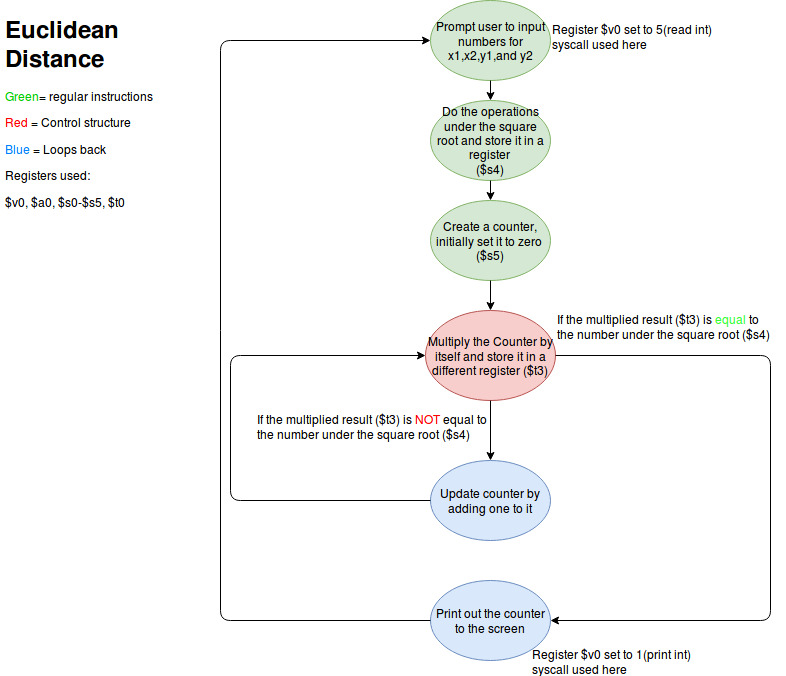 Euclidean
Distance
Green= regular instructions
Red = Control structure
Blue = Loops back
Registers used:
$v0, $a0, $s0-$s5, $t0
Prompt user to input
numbers for
x1,x2,y1,and y2
Register $v0 set to 5(read int)
syscall used here
Do the operations
under the square
root and store it in a
register
($s4)
Create a counter,
initially set it to zero
($s5)
If the multiplied result ($t3) is equal to
the number under the square root ($s4)
Multiply the Counter by
itself and store it in a
different register ($t3)
If the multiplied result ($t3) is NOT equal to
the number under the square root ($s4)
Update counter by
adding one to it
Print out the counter
to the screen
Register $v0 set to 1(print int)
syscall used here